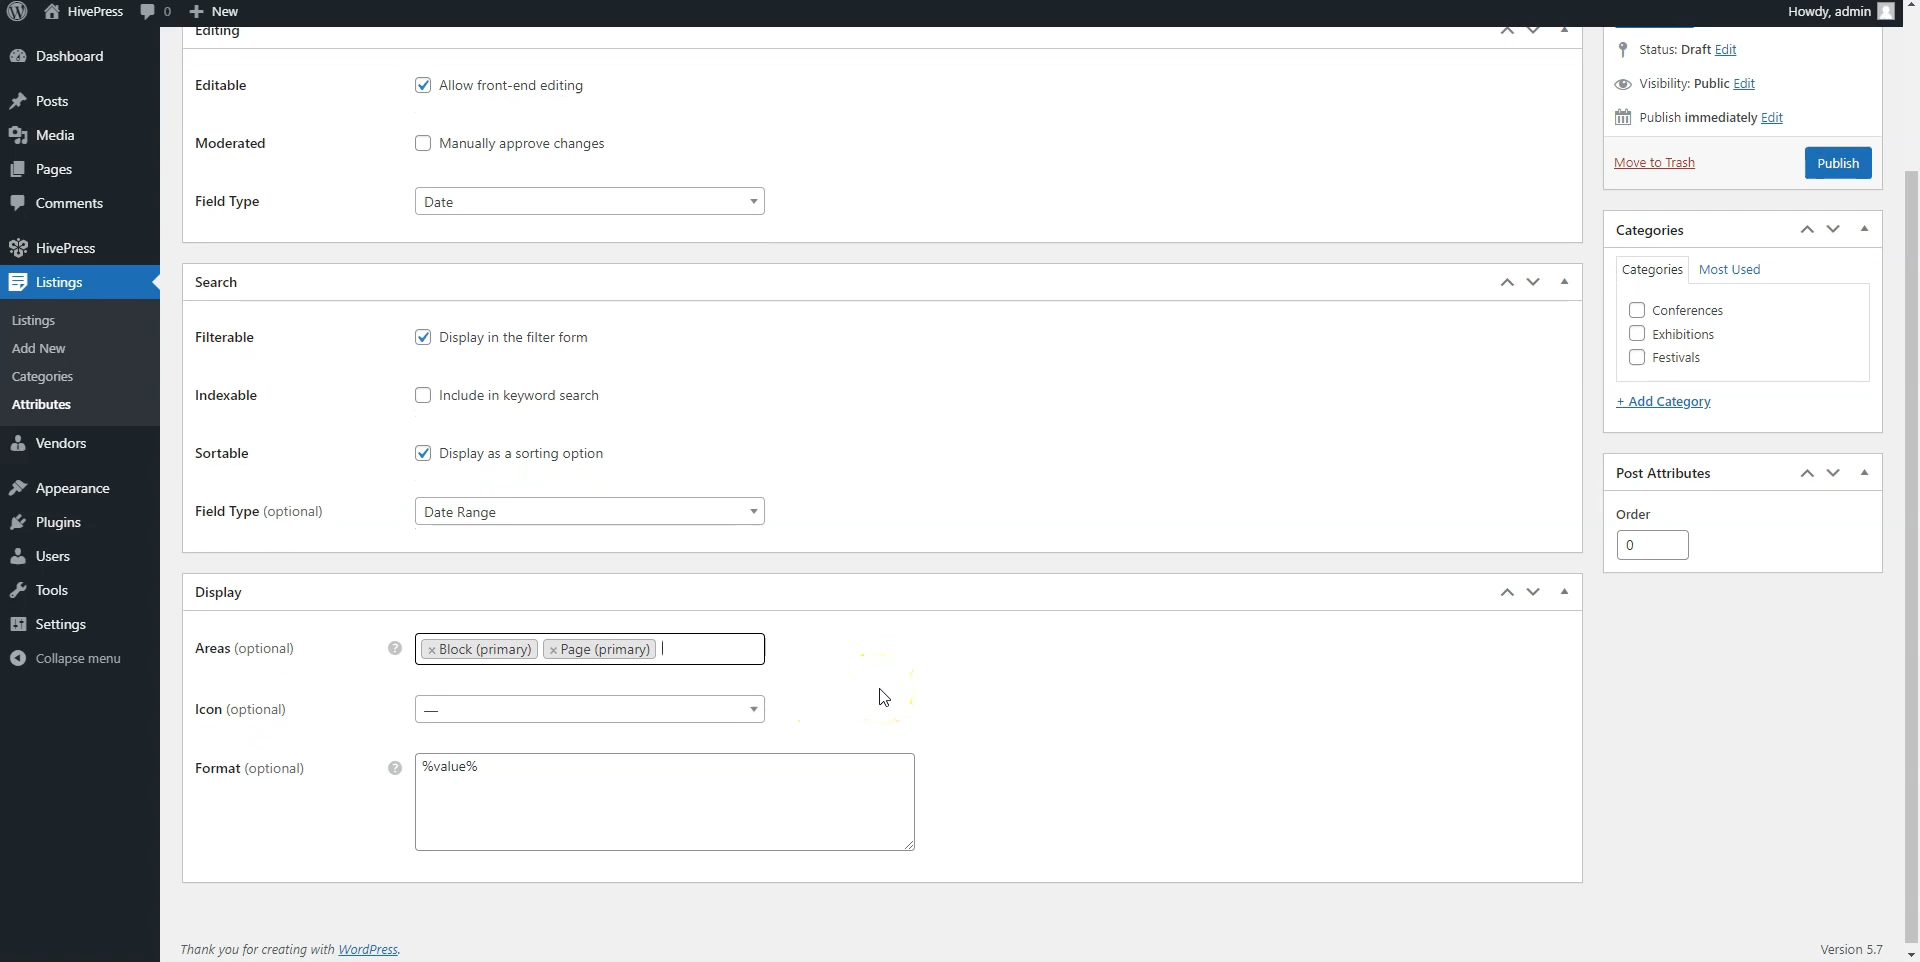 HivePress
0
New
Howdy, admin
Dashboard
Posts
Media
Pages
Comments
HivePress
Listings
Listings
Add New
Categories
Attributes
Vendors
Appearance
Plugins
Users
Tools
Settings
Collapse menu
Editing
Editable
Allow front-end editing
Moderated
Manually approve changes
Field Type
Date
Search
Filterable
Display in the filter form
Indexable
Include in keyword search
Sortable
Display as a sorting option
Field Type (optional)
Date Range
Display
Areas (optional)
?
× Block (primary) × Page (primary)
Icon (optional)
—
Format (optional)
?
%value%
Status: Draft Edit
Visibility: Public Edit
Publish immediately Edit
Move to Trash
Publish
Categories
Categories
Most Used
Conferences
Exhibitions
Festivals
+ Add Category
Post Attributes
Order
0
Thank you for creating with WordPress.
Version 5.7